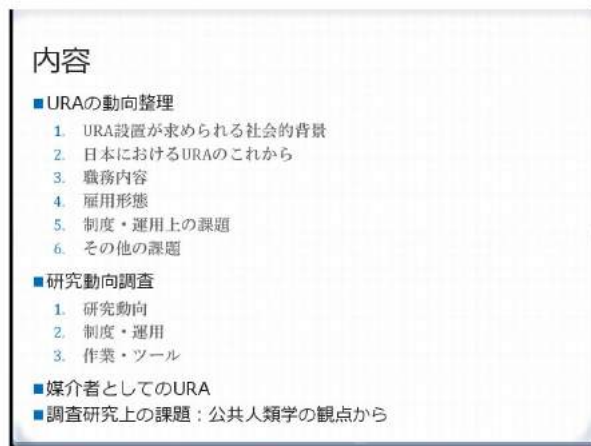 内容
■URAの動向整理
1. URA設置が求められる社会的背景
2. 日本におけるURAのこれから
3. 職務内容
4. 雇用形態
5. 制度・運用上の課題
6. その他の課題
■研究動向調査
1. 研究動向
2. 制度・運用
3. 作業・ツール
■媒介者としてのURA
■調査研究上の課題：公共人類学の観点から